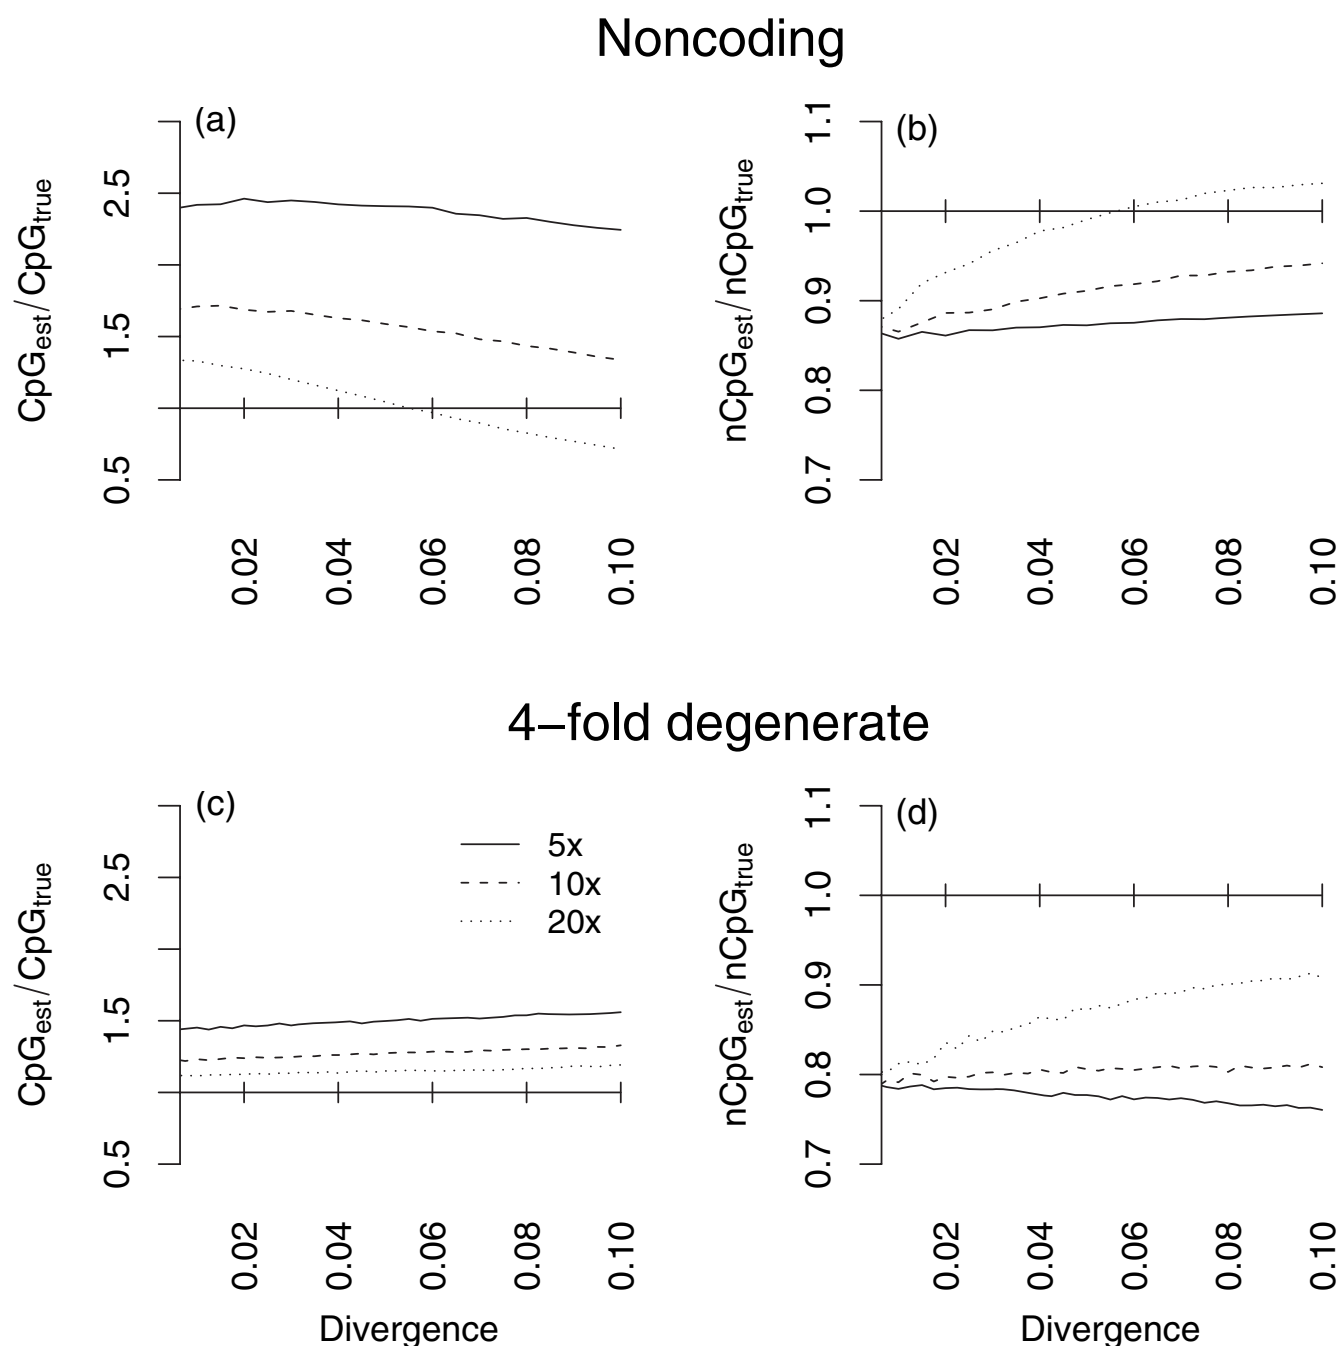 Noncoding
(a)
CpGest/CpGtrue
2.5
1.5
0.5
0.02
0.04
0.06
0.08
0.10
(b)
nCpGest/nCpGtrue
1.1
1.0
0.9
0.8
0.7
0.02
0.04
0.06
0.08
0.10
4−fold degenerate
(c)
CpGest/CpGtrue
2.5
1.5
0.5
5x
10x
20x
0.02
0.04
0.06
0.08
0.10
Divergence
(d)
nCpGest/nCpGtrue
1.1
1.0
0.9
0.8
0.7
0.02
0.04
0.06
0.08
0.10
Divergence